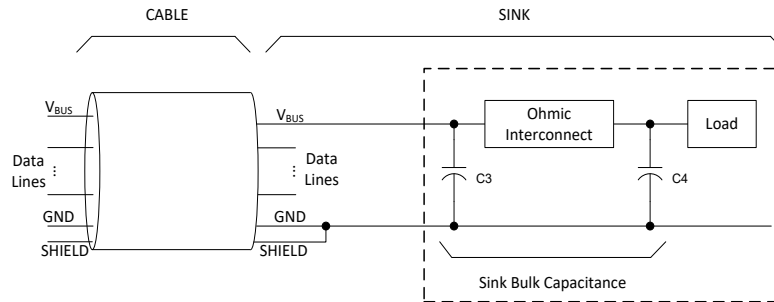 CABLE
SINK
VBUS
Data
Lines
GND
SHIELD
VBUS
Data
Lines
GND
SHIELD
Ohmic
Interconnect
Load
C3
C4
Sink Bulk Capacitance